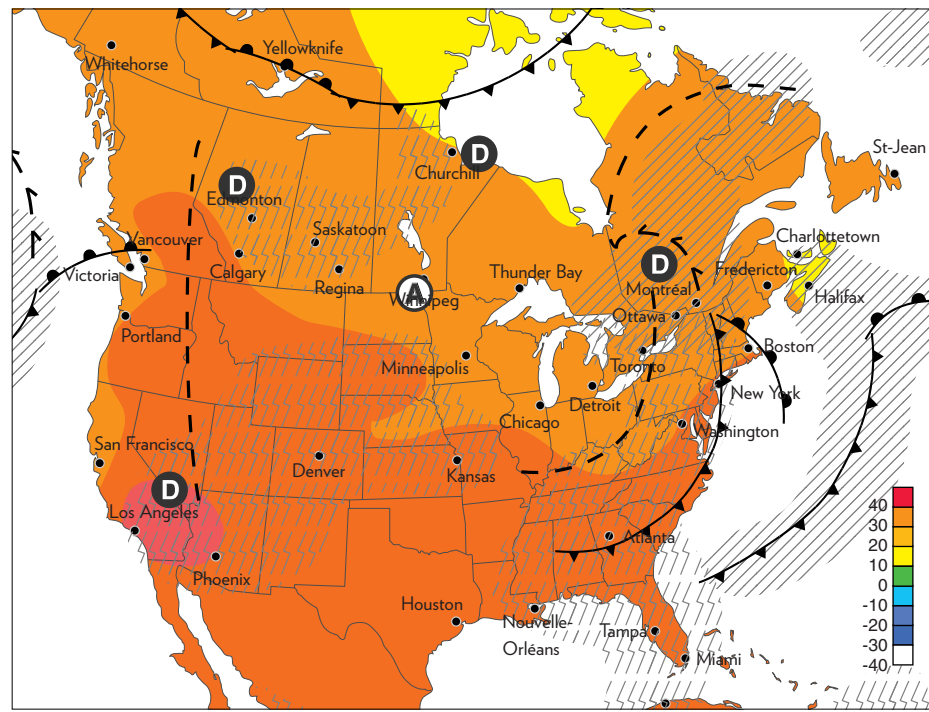 Yellowknife
Whitehorse
D
Churchill
St-Jean
D
Edmonton
Saskatoon
Vancouver
Charlottetown
D
Victoria
Calgary
Regina
A
Winnipeg
Thunder Bay
Montréal
Fredericton
Halifax
Ottawa
Portland
Toronto
Boston
Minneapolis
Detroit
New York
Chicago
Washington
San Francisco
Denver
Kansas
D
Los Angeles
Atlanta
Phoenix
Houston
Nouvelle-
Orléans
Tampa
Miami
40
30
20
10
0
-10
-20
-30
-40